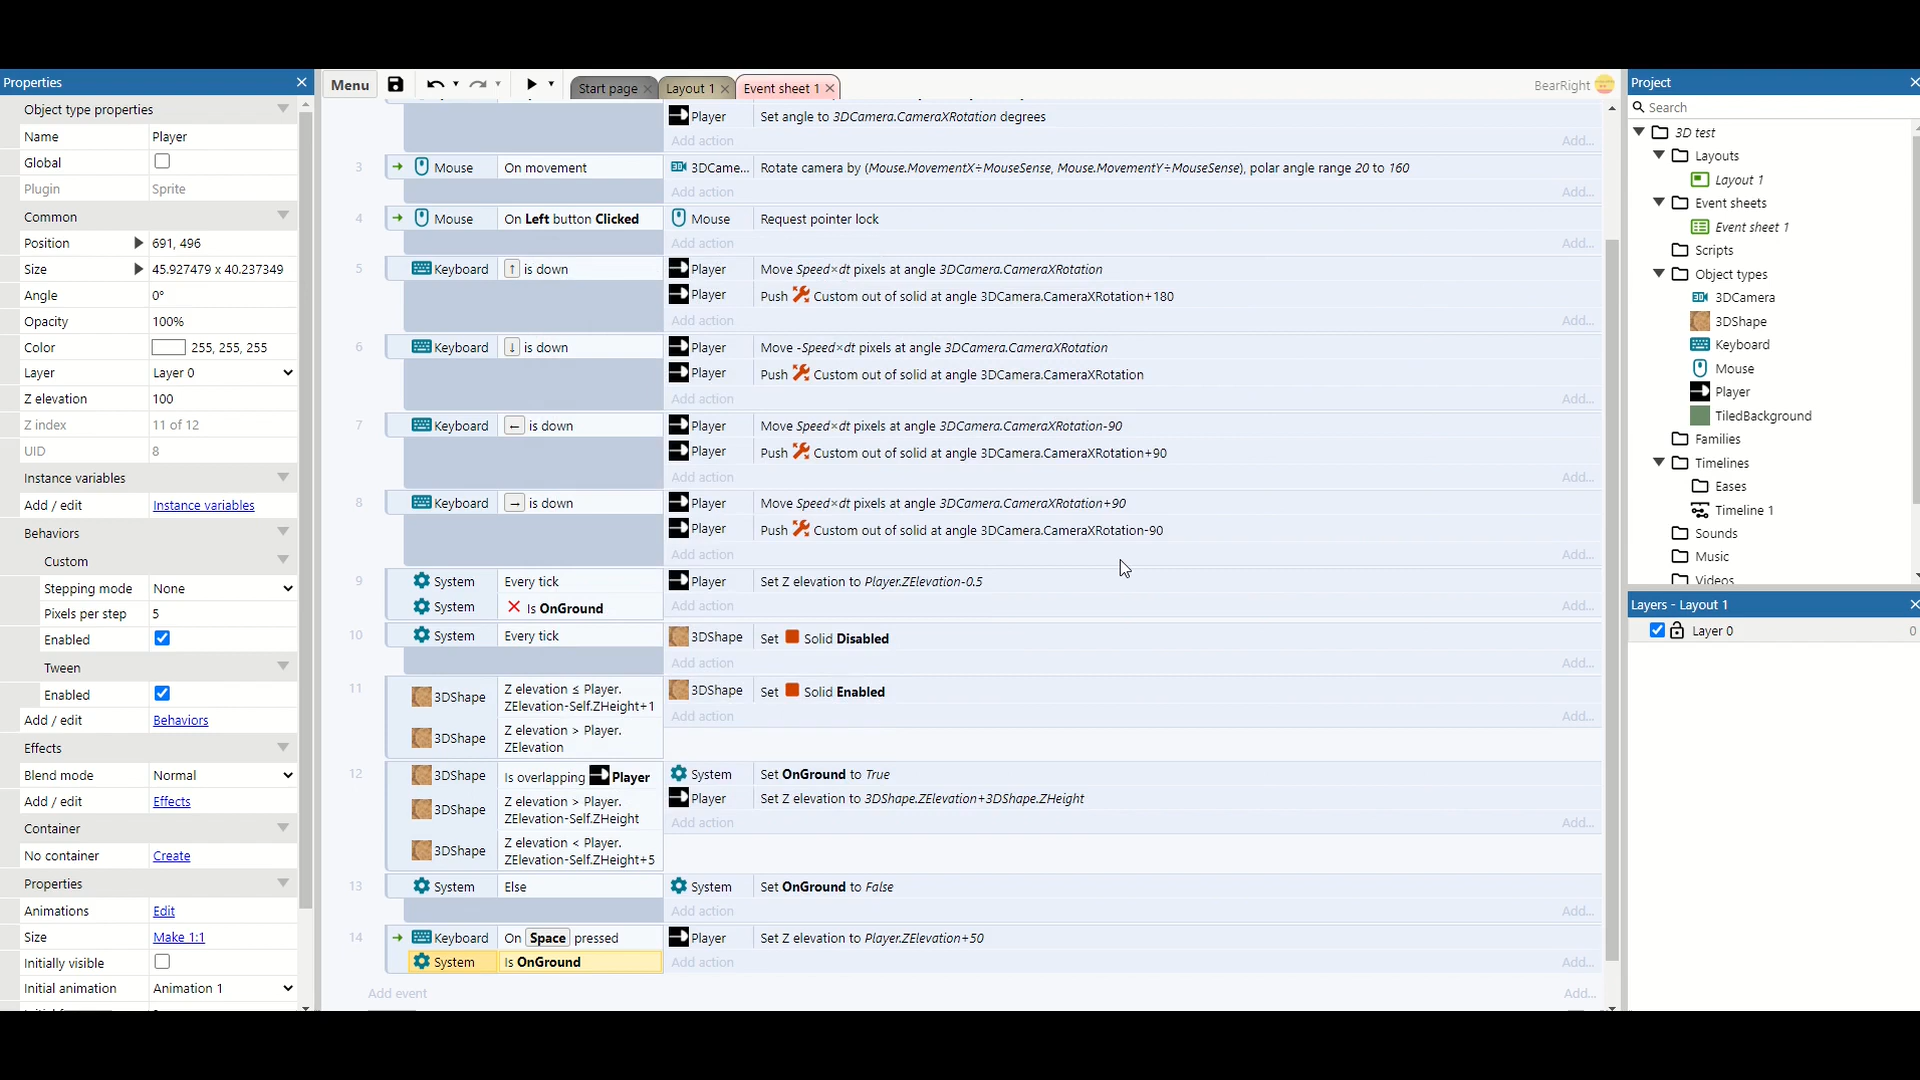 Properties
Object type properties
Name Player
Global
Plugin Sprite
Common
Position 691, 496
Size 45.927479 × 40.237349
Angle 0°
Opacity 100%
Color 255, 255, 255
Layer Layer 0
Z elevation 100
Z index 11 of 12
UID 8
Instance variables
Add / edit Instance variables
Behaviors
Custom
Stepping mode None
Pixels per step 5
Enabled
Tween
Enabled
Add / edit Behaviors
Effects
Blend mode Normal
Add / edit Effects
Container
No container Create
Properties
Animations Edit
Size Make 1:1
Initially visible
Initial animation Animation 1
Menu Start page Layout 1 Event sheet 1 BearRight
Player Set angle to 3DCamera.CameraXRotation degrees
Add action Add...
3 Mouse On movement 3DCame... Rotate camera by (Mouse.MovementX÷MouseSense, Mouse.MovementY÷MouseSense), polar angle range 20 to 160
Add action Add...
4 Mouse On Left button Clicked Mouse Request pointer lock
Add action Add...
5 Keyboard ↑ is down Player Move Speed×dt pixels at angle 3DCamera.CameraXRotation
Player Push Custom out of solid at angle 3DCamera.CameraXRotation+180
Add action Add...
6 Keyboard ↓ is down Player Move -Speed×dt pixels at angle 3DCamera.CameraXRotation
Player Push Custom out of solid at angle 3DCamera.CameraXRotation
Add action Add...
7 Keyboard ← is down Player Move Speed×dt pixels at angle 3DCamera.CameraXRotation-90
Player Push Custom out of solid at angle 3DCamera.CameraXRotation+90
Add action Add...
8 Keyboard → is down Player Move Speed×dt pixels at angle 3DCamera.CameraXRotation+90
Player Push Custom out of solid at angle 3DCamera.CameraXRotation-90
Add action Add...
9 System Every tick Player Set Z elevation to Player.ZElevation-0.5
System Is OnGround Add action Add...
10 System Every tick 3DShape Set Solid Disabled
Add action Add...
11 3DShape Z elevation ≤ Player. 3DShape Set Solid Enabled
ZElevation-Self.ZHeight+1 Add action Add...
3DShape Z elevation > Player.
ZElevation
12 3DShape Is overlapping Player System Set OnGround to True
3DShape Z elevation > Player. Player Set Z elevation to 3DShape.ZElevation+3DShape.ZHeight
ZElevation-Self.ZHeight Add action Add...
3DShape Z elevation < Player.
ZElevation-Self.ZHeight+5
13 System Else System Set OnGround to False
Add action Add...
14 Keyboard On Space pressed Player Set Z elevation to Player.ZElevation+50
System Is OnGround Add action Add...
Add event Add...
Project
Search
3D test
Layouts
Layout 1
Event sheets
Event sheet 1
Scripts
Object types
3DCamera
3DShape
Keyboard
Mouse
Player
TiledBackground
Families
Timelines
Eases
Timeline 1
Sounds
Music
Videos
Layers - Layout 1
Layer 0 0